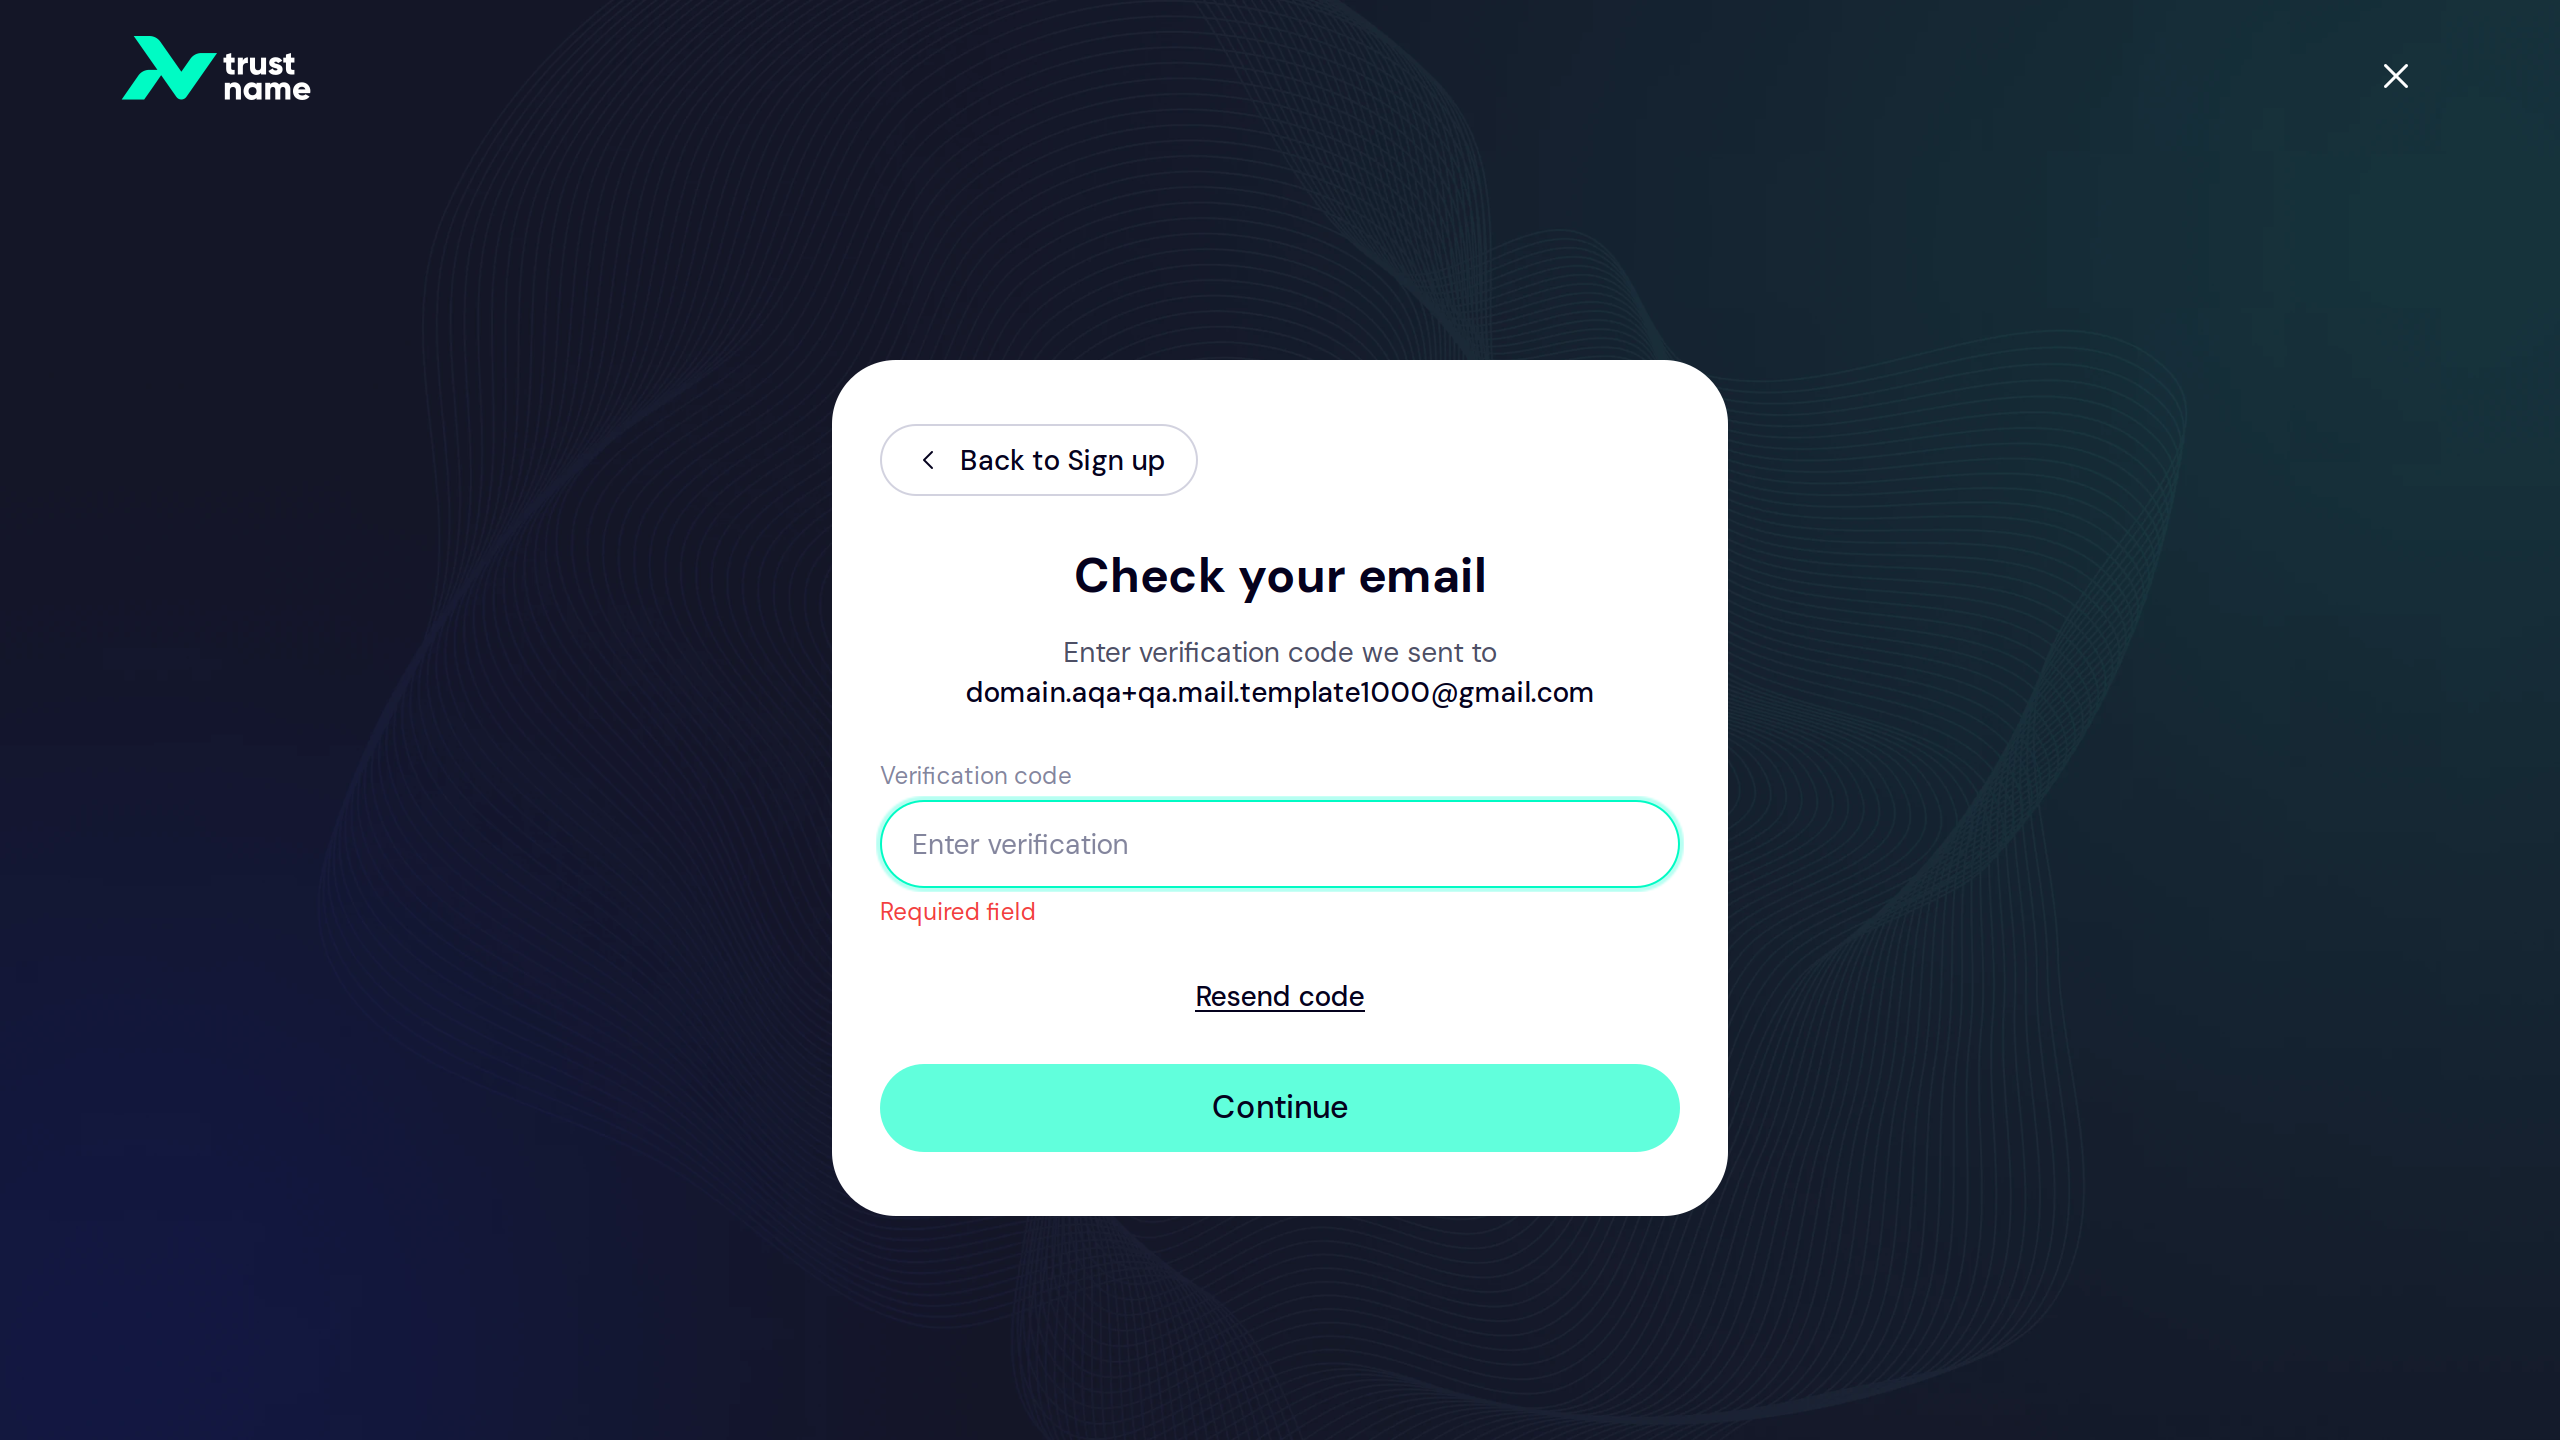 trust
name
Back to Sign up
Check your email
Enter verification code we sent to
domain.aqa+qa.mail.template1000@gmail.com
Verification code
Enter verification
Required field
Resend code
Continue